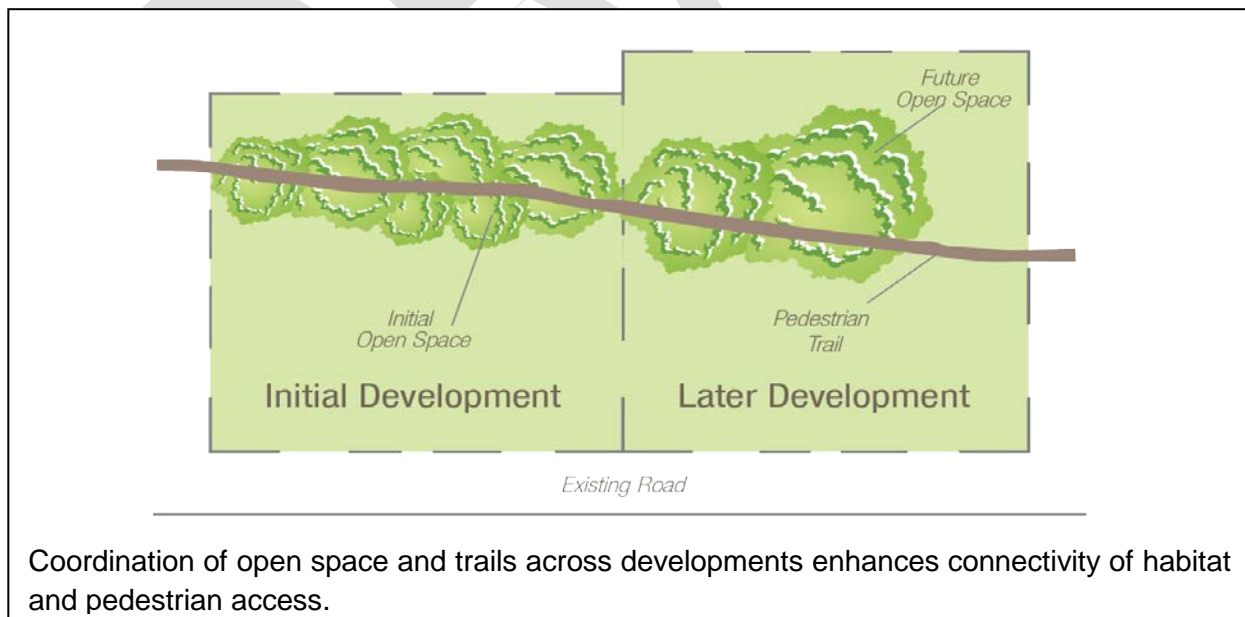 Future
Open Space
Initial
Open Space
Pedestrian
Trail
Initial Development
Later Development
Existing Road
Coordination of open space and trails across developments enhances connectivity of habitat
and pedestrian access.